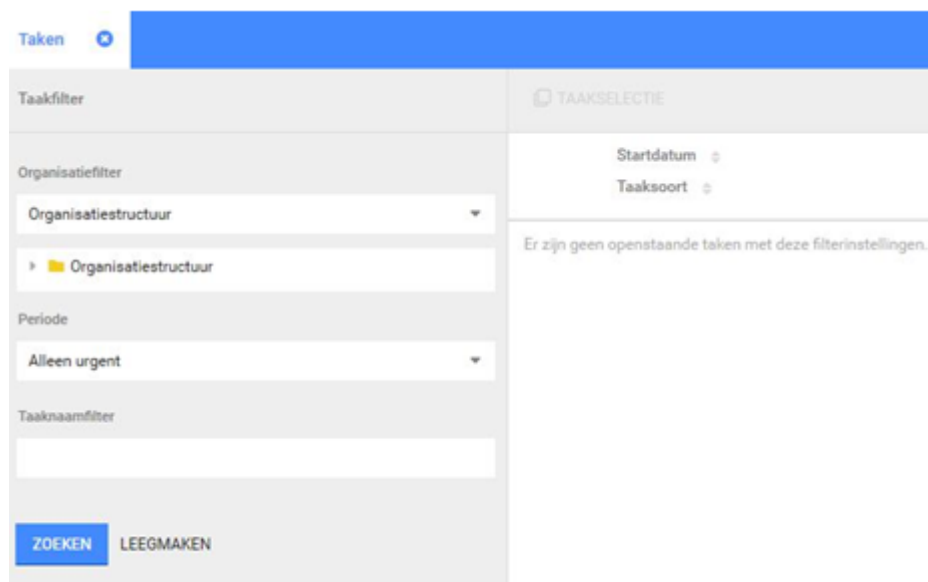 Taken
Taakfilter
TAAKSELECTIE
Organisatiefilter
Organisatiestructuur
Organisatiestructuur
Periode
Alleen urgent
Taaknaamfilter
ZOEKEN LEEGMAKEN
Startdatum
Taaksoort
Er zijn geen openstaande taken met deze filterinstellingen.